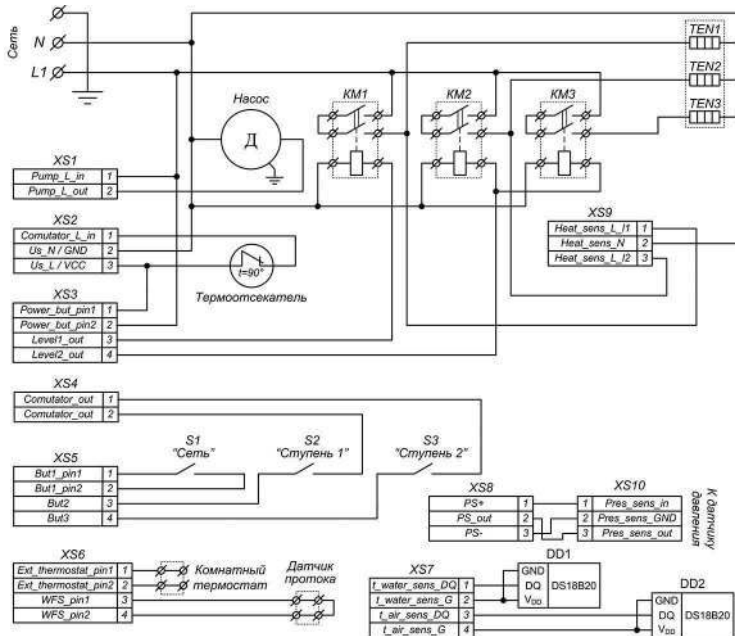 Сеть
N
L1
TEN1
TEN2
TEN3
Насос
Д
KM1
KM2
KM3
XS1
Pump_L_in 1
Pump_L_out 2
XS2
Comutator_L_in 1
Us_N / GND 2
Us_L / VCC 3
t=90°
Термоотсекатель
XS9
Heat_sens_L_l1 1
Heat_sens_N 2
Heat_sens_L_l2 3
XS3
Power_but_pin1 1
Power_but_pin2 2
Level1_out 3
Level2_out 4
XS4
Comutator_out 1
Comutator_out 2
XS5
But1_pin1 1
But1_pin2 2
But2 3
But3 4
S1
"Сеть"
S2
"Ступень 1"
S3
"Ступень 2"
XS8
PS+ 1
PS_out 2
PS- 3
XS10
1 Pres_sens_in
2 Pres_sens_GND
3 Pres_sens_out
К датчику
давления
XS6
Ext_thermostat_pin1 1
Ext_thermostat_pin2 2
WFS_pin1 3
WFS_pin2 4
Комнатный
термостат
Датчик
протока
XS7
t_water_sens_DQ 1
t_water_sens_G 2
t_air_sens_DQ 3
t_air_sens_G 4
DD1
GND
DQ DS18B20
VDD
DD2
GND
DQ DS18B20
VDD